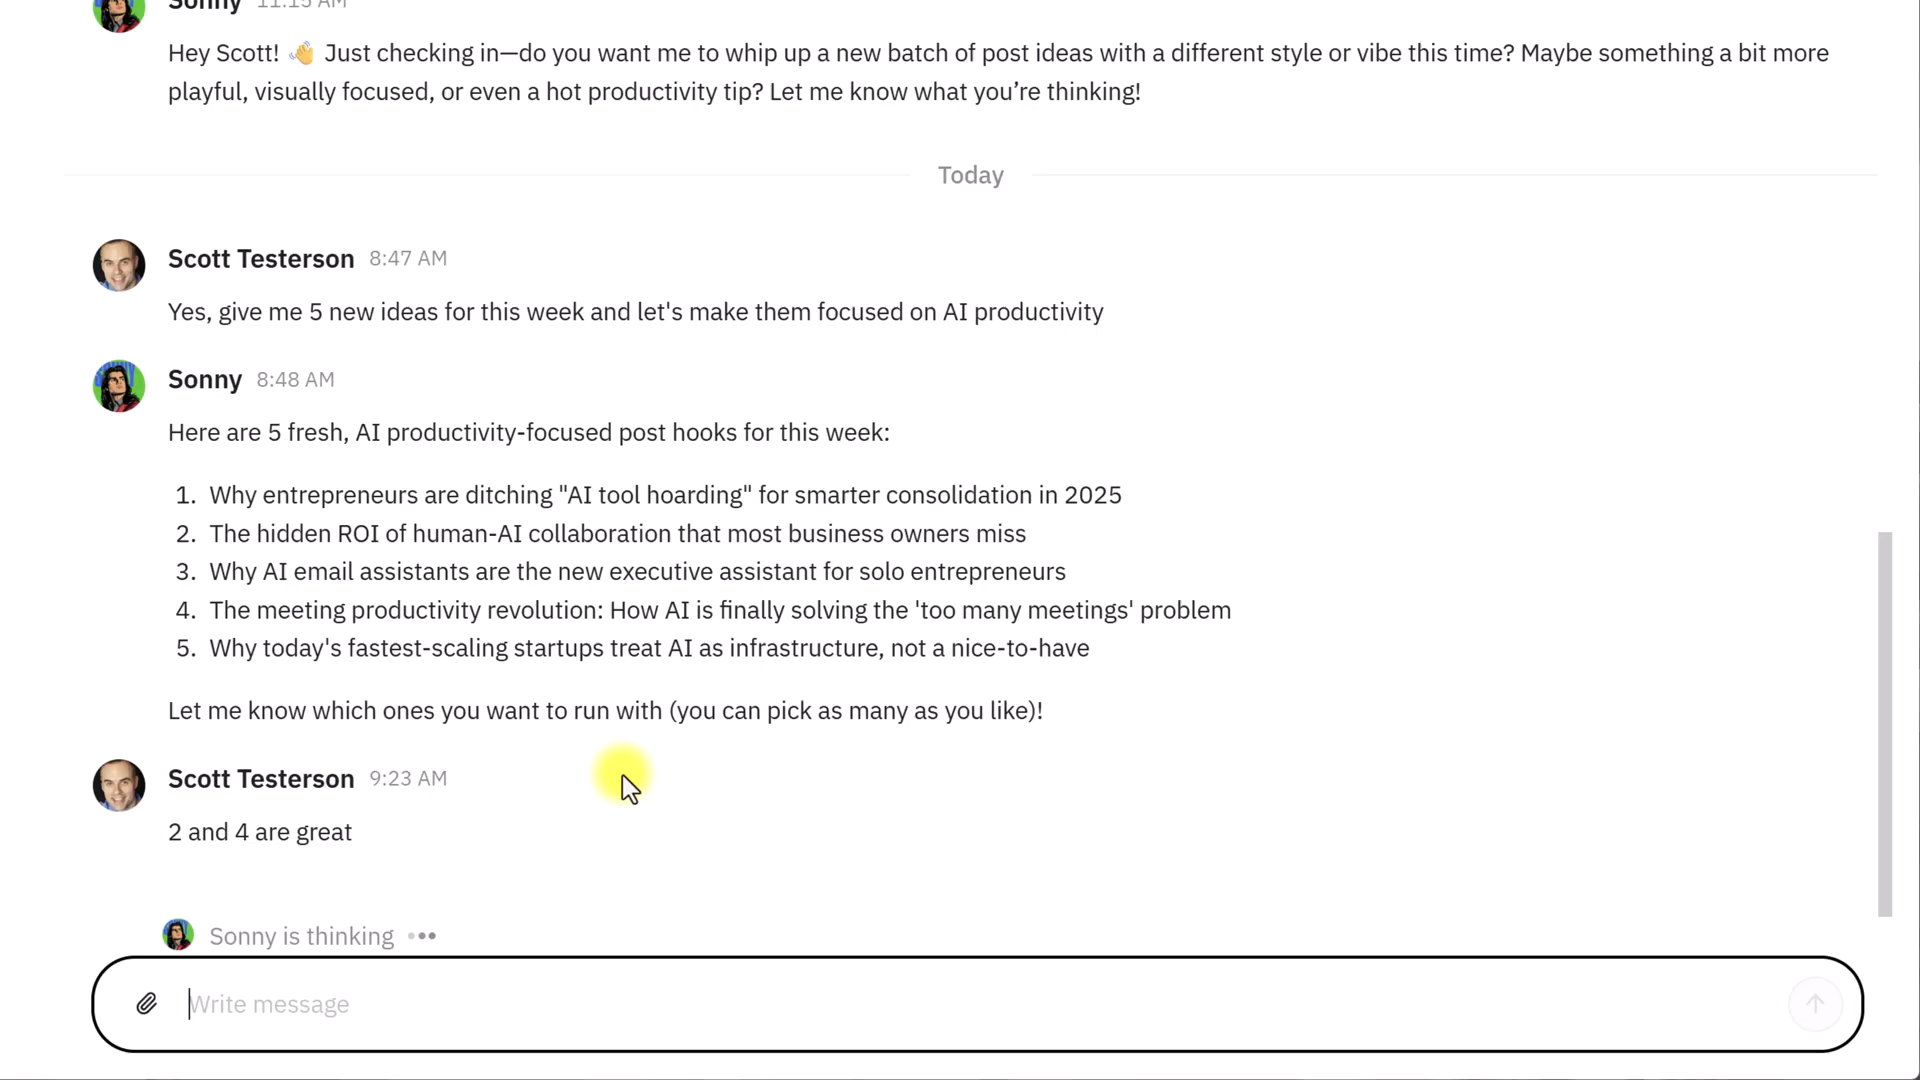 Sonny 11:15 AM
Hey Scott! 👋 Just checking in—do you want me to whip up a new batch of post ideas with a different style or vibe this time? Maybe something a bit more
playful, visually focused, or even a hot productivity tip? Let me know what you’re thinking!
Today
Scott Testerson 8:47 AM
Yes, give me 5 new ideas for this week and let's make them focused on AI productivity
Sonny 8:48 AM
Here are 5 fresh, AI productivity-focused post hooks for this week:
1. Why entrepreneurs are ditching "AI tool hoarding" for smarter consolidation in 2025
2. The hidden ROI of human-AI collaboration that most business owners miss
3. Why AI email assistants are the new executive assistant for solo entrepreneurs
4. The meeting productivity revolution: How AI is finally solving the 'too many meetings' problem
5. Why today's fastest-scaling startups treat AI as infrastructure, not a nice-to-have
Let me know which ones you want to run with (you can pick as many as you like)!
Scott Testerson 9:23 AM
2 and 4 are great
Sonny is thinking
Write message